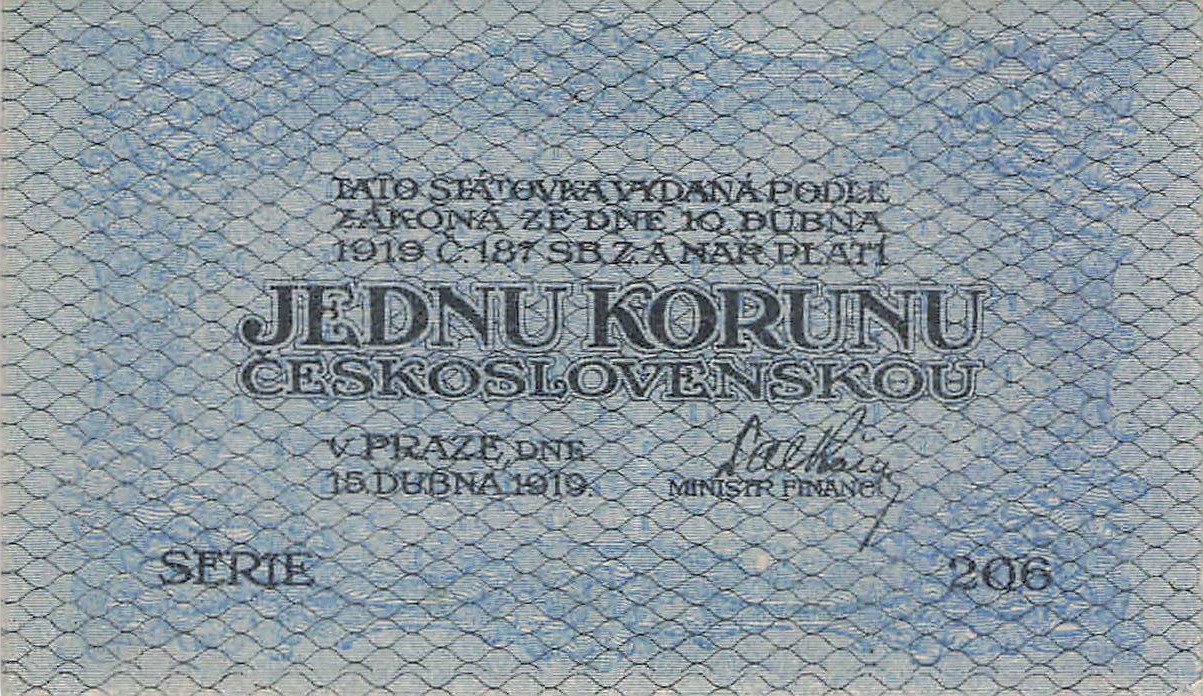 TATO STÁTOVKA VYDANÁ PODLE
ZÁKONA ZE DNE 10. DUBNA
1919 Č. 187 SB. Z. A NAŘ. PLATÍ
JEDNU KORUNU
ČESKOSLOVENSKOU
V PRAZE, DNE
15. DUBNA 1919.
MINISTR FINANCÍ
SERIE 206